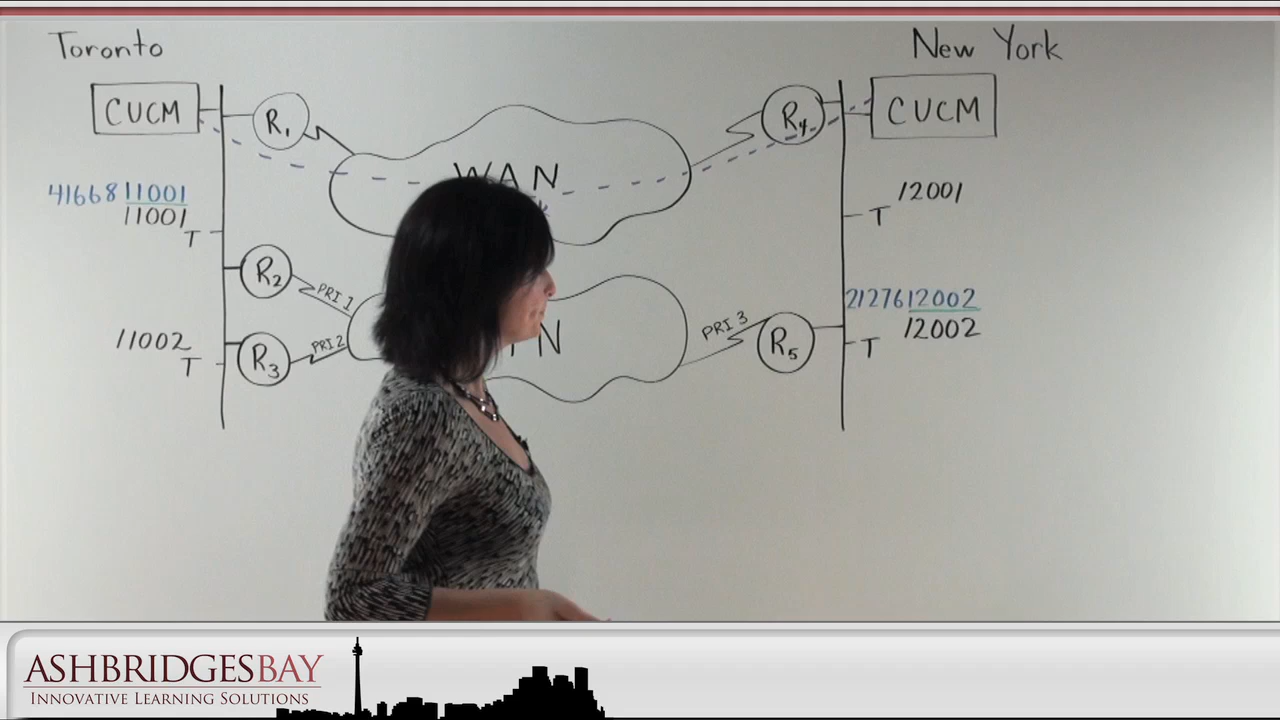 Toronto
New York
CUCM
R1
WAN
R4
CUCM
4166811001
11001
T
12001
T
R2
PRI 1
2127612002
12002
T
11002
T
R3
PRI 2
N
PRI 3
R5
ASHBRIDGESBAY
INNOVATIVE LEARNING SOLUTIONS